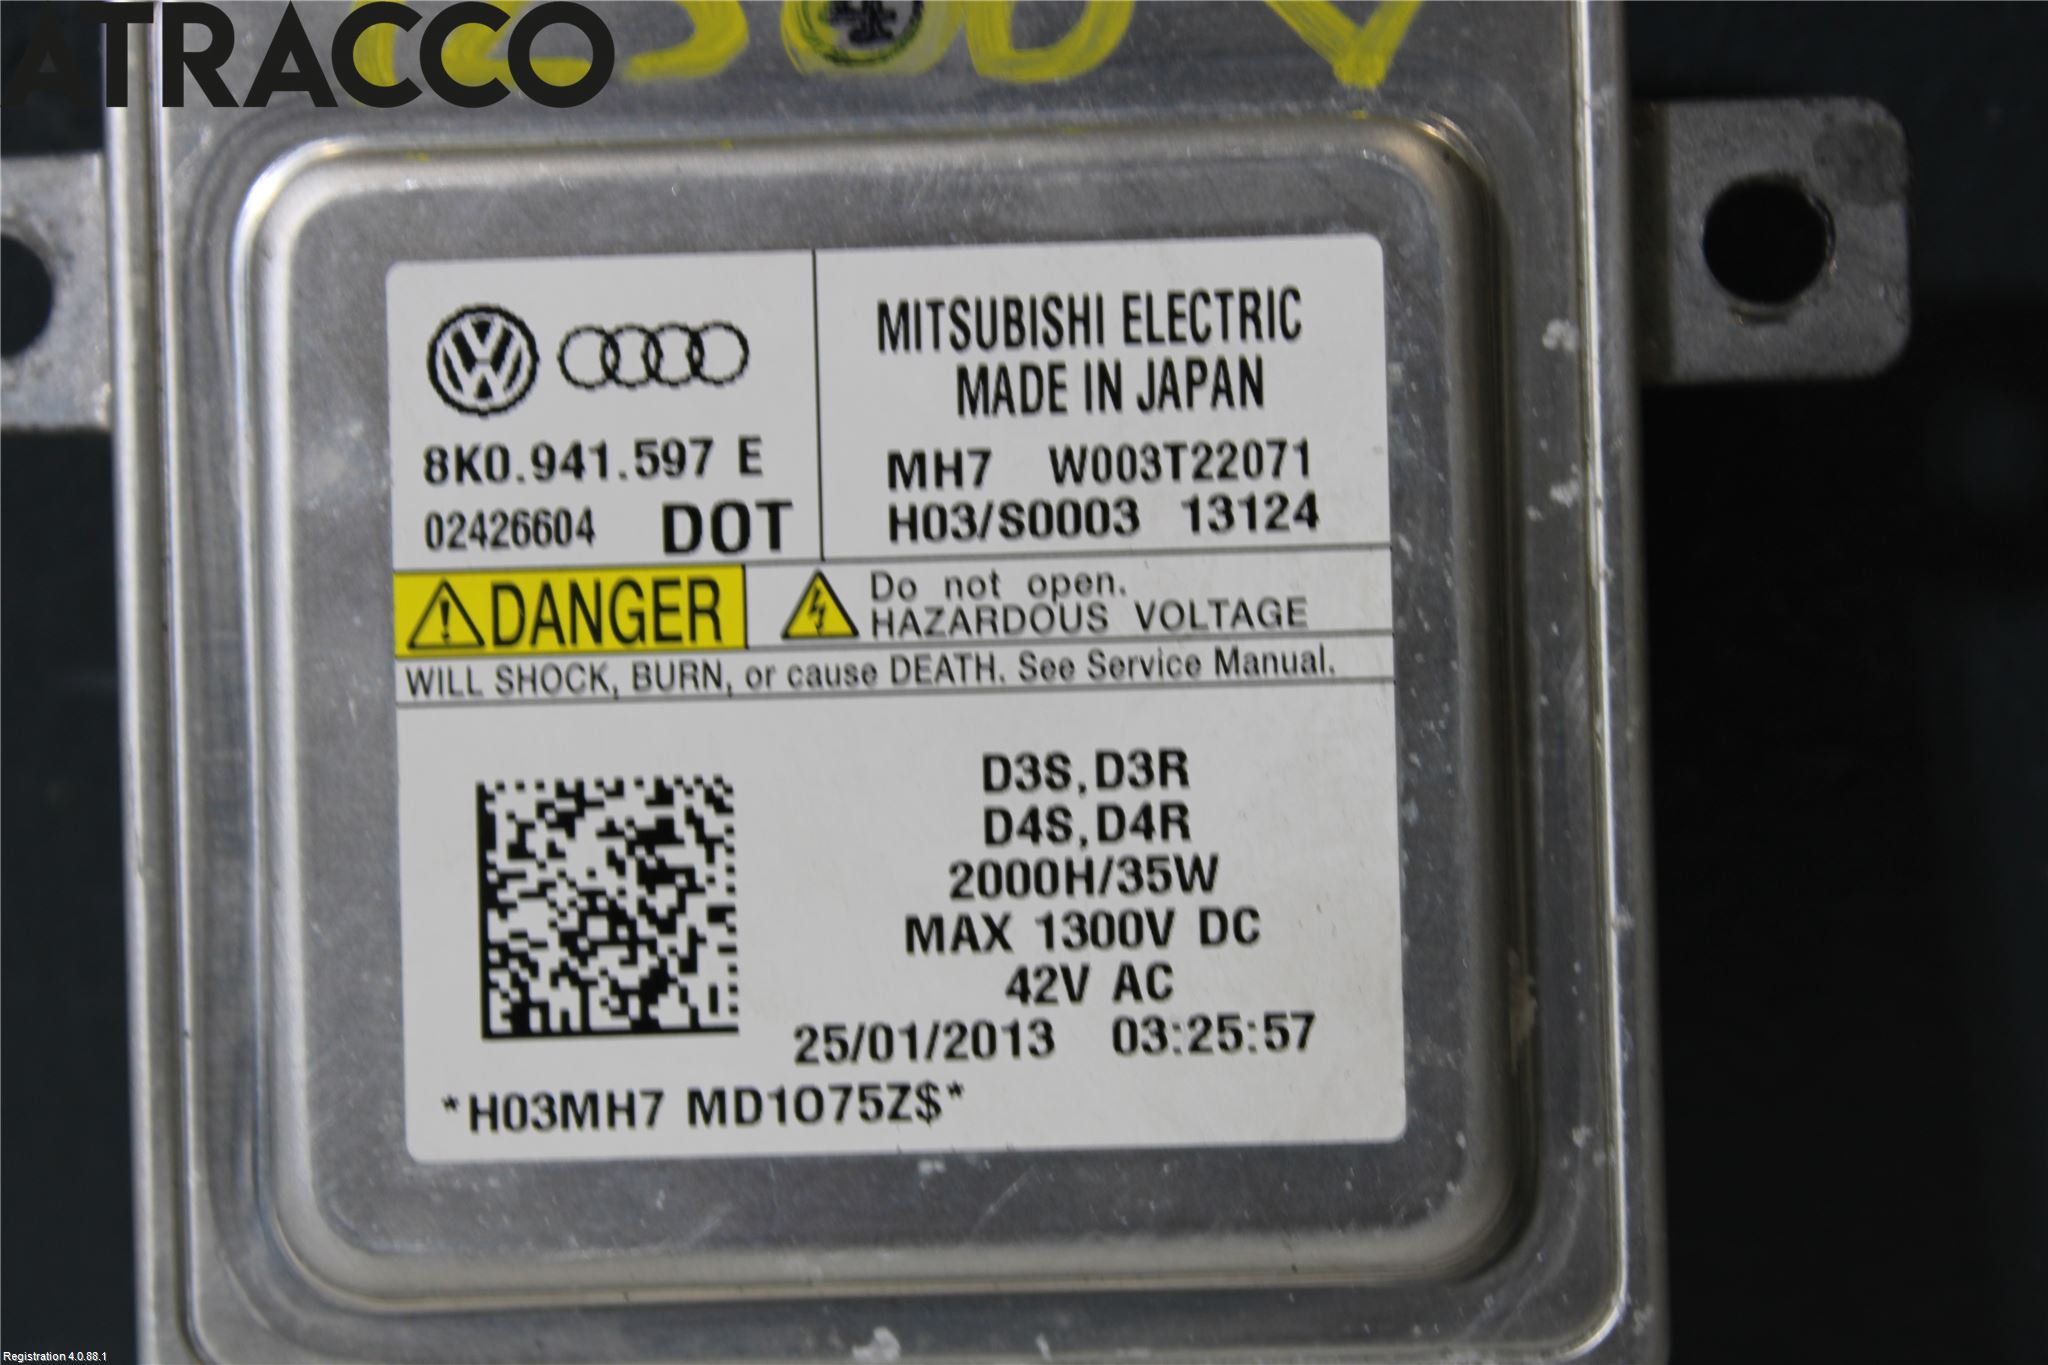 ATRACCO
8K0.941.597 E
02426604 DOT
MITSUBISHI ELECTRIC
MADE IN JAPAN
MH7 W003T22071
H03/S0003 13124
DANGER
Do not open.
HAZARDOUS VOLTAGE
WILL SHOCK, BURN, or cause DEATH. See Service Manual.
D3S,D3R
D4S,D4R
2000H/35W
MAX 1300V DC
42V AC
25/01/2013 03:25:57
*H03MH7 MD1O75Z$*
Registration 4.0.88.1